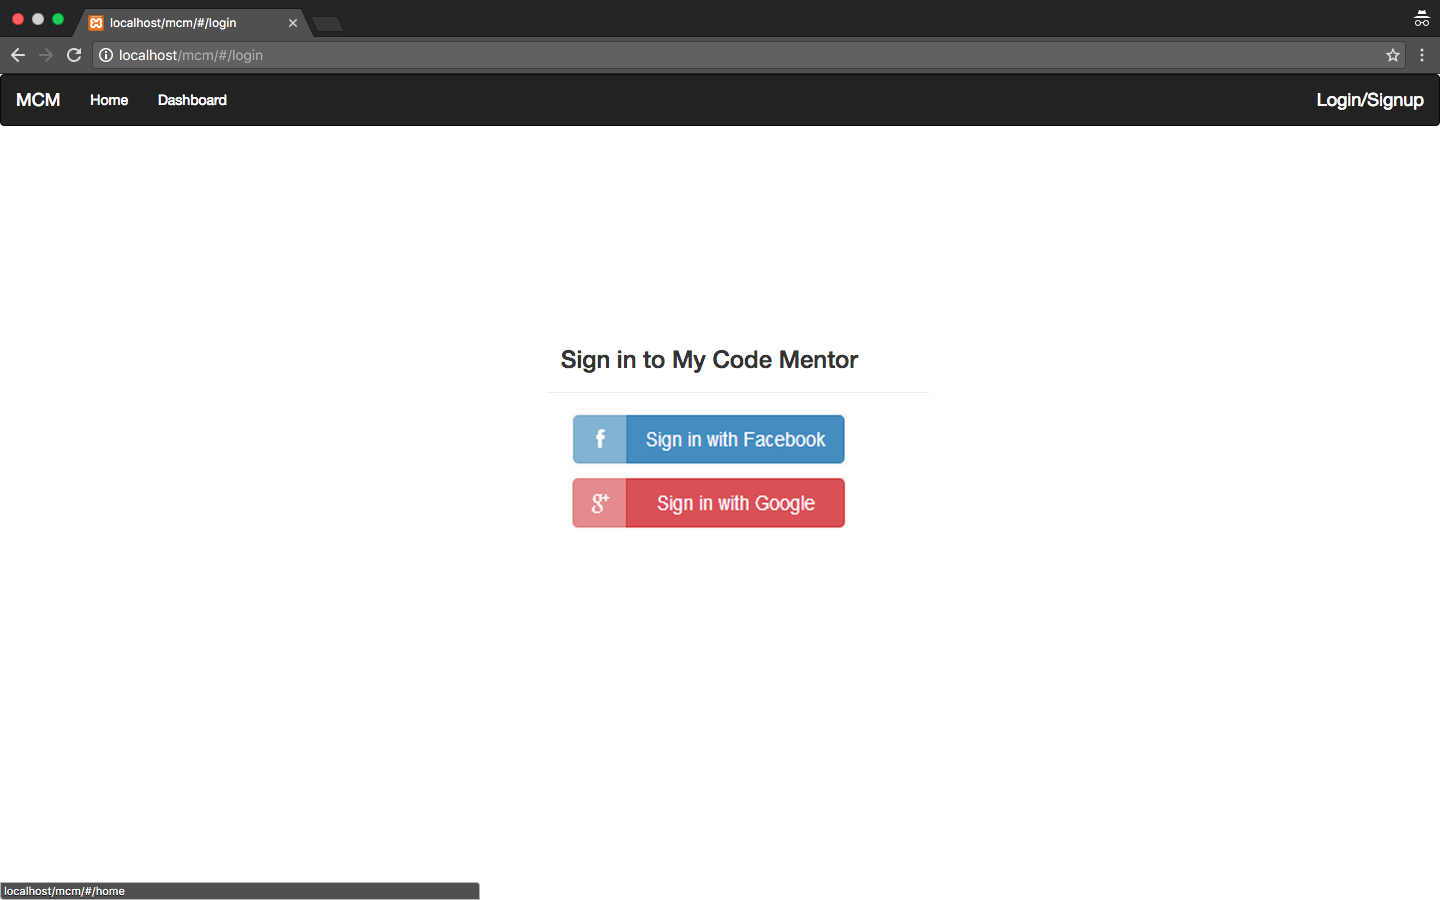 localhost/mcm/#/login
localhost/mcm/#/login
MCM Home Dashboard Login/Signup
Sign in to My Code Mentor
f Sign in with Facebook
g+ Sign in with Google
localhost/mcm/#/home